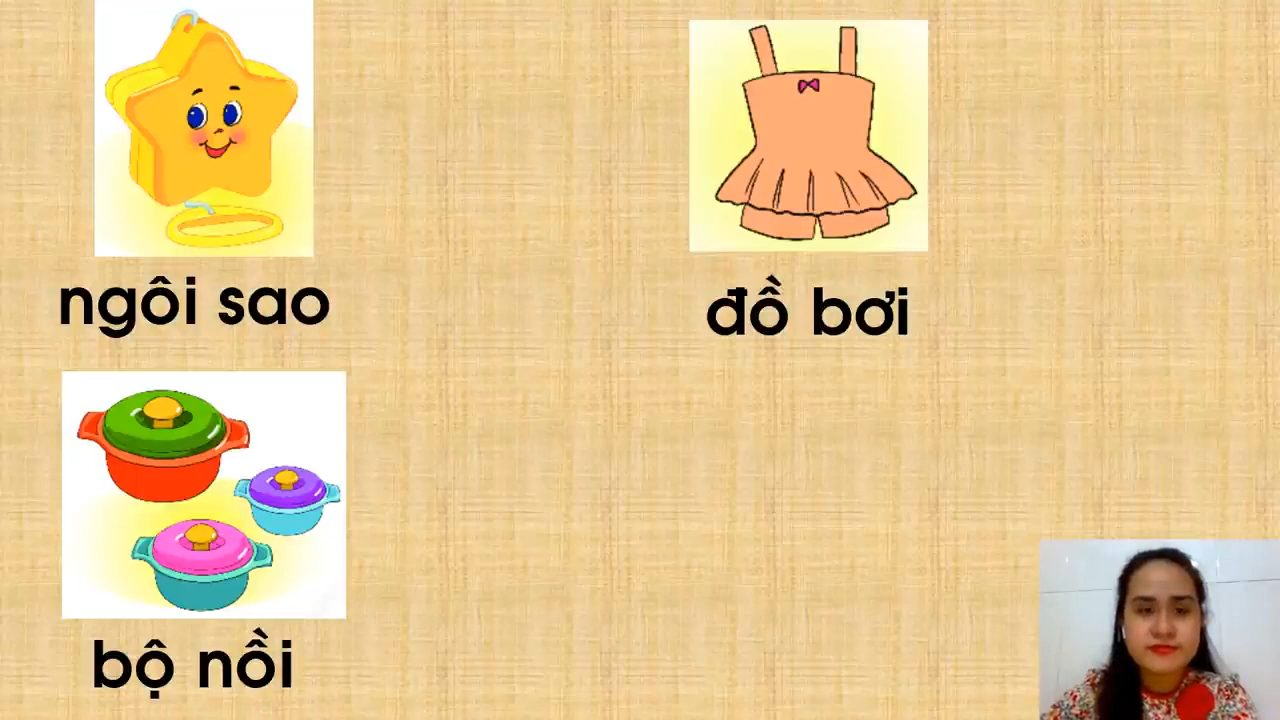 ngôi sao
đồ bơi
bộ nồi